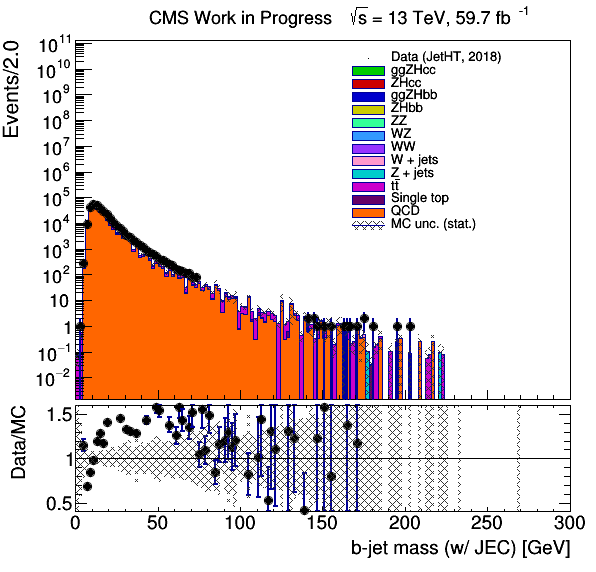 CMS Work in Progress √s = 13 TeV, 59.7 fb⁻¹
Events/2.0
10¹¹
10¹⁰
10⁹
10⁸
10⁷
10⁶
10⁵
10⁴
10³
10²
10
1
10⁻¹
10⁻²
Data (JetHT, 2018)
ggZHcc
ZHcc
ggZHbb
ZHbb
ZZ
WZ
WW
W + jets
Z + jets
tt̄
Single top
QCD
MC unc. (stat.)
Data/MC
1.5
1
0.5
0 50 100 150 200 250 300
b-jet mass (w/ JEC) [GeV]